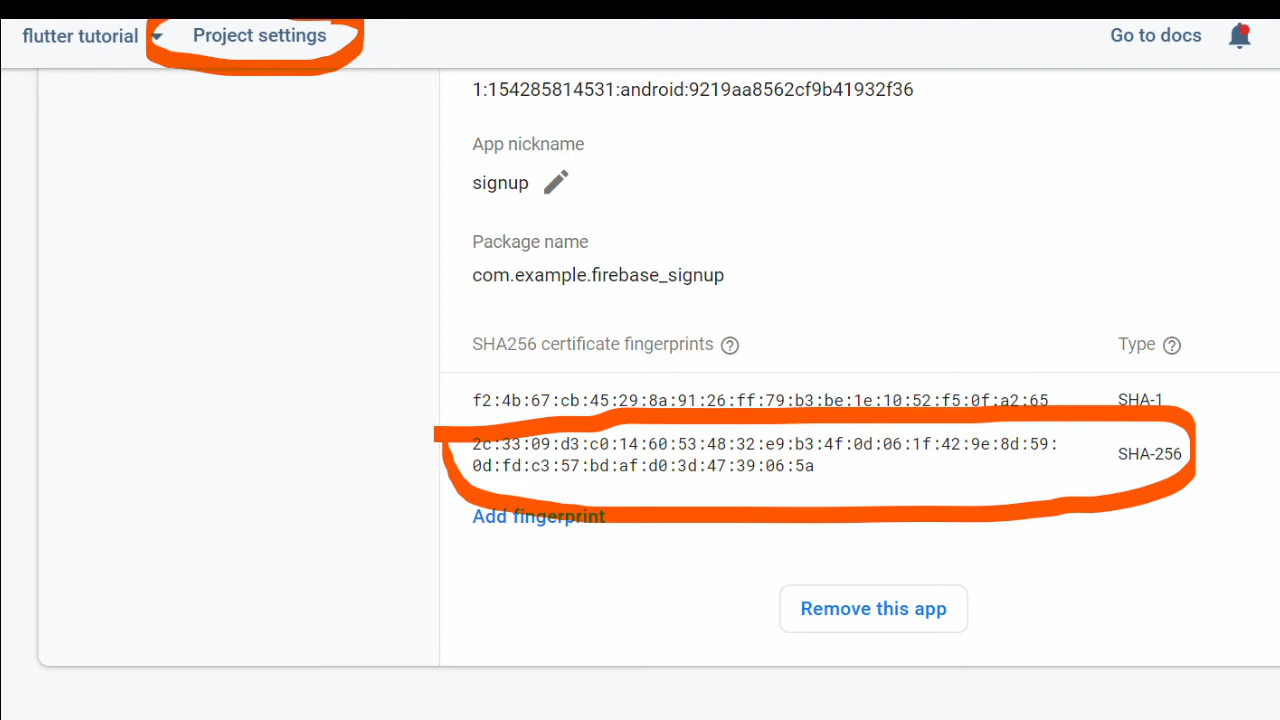 flutter tutorial Project settings Go to docs
1:154285814531:android:9219aa8562cf9b41932f36
App nickname
signup
Package name
com.example.firebase_signup
SHA256 certificate fingerprints Type
f2:4b:67:cb:45:29:8a:91:26:ff:79:b3:be:1e:10:52:f5:0f:a2:65 SHA-1
2c:33:09:d3:c0:14:60:53:48:32:e9:b3:4f:0d:06:1f:42:9e:8d:59:
0d:fd:c3:57:bd:af:d0:3d:47:39:06:5a SHA-256
Add fingerprint
Remove this app